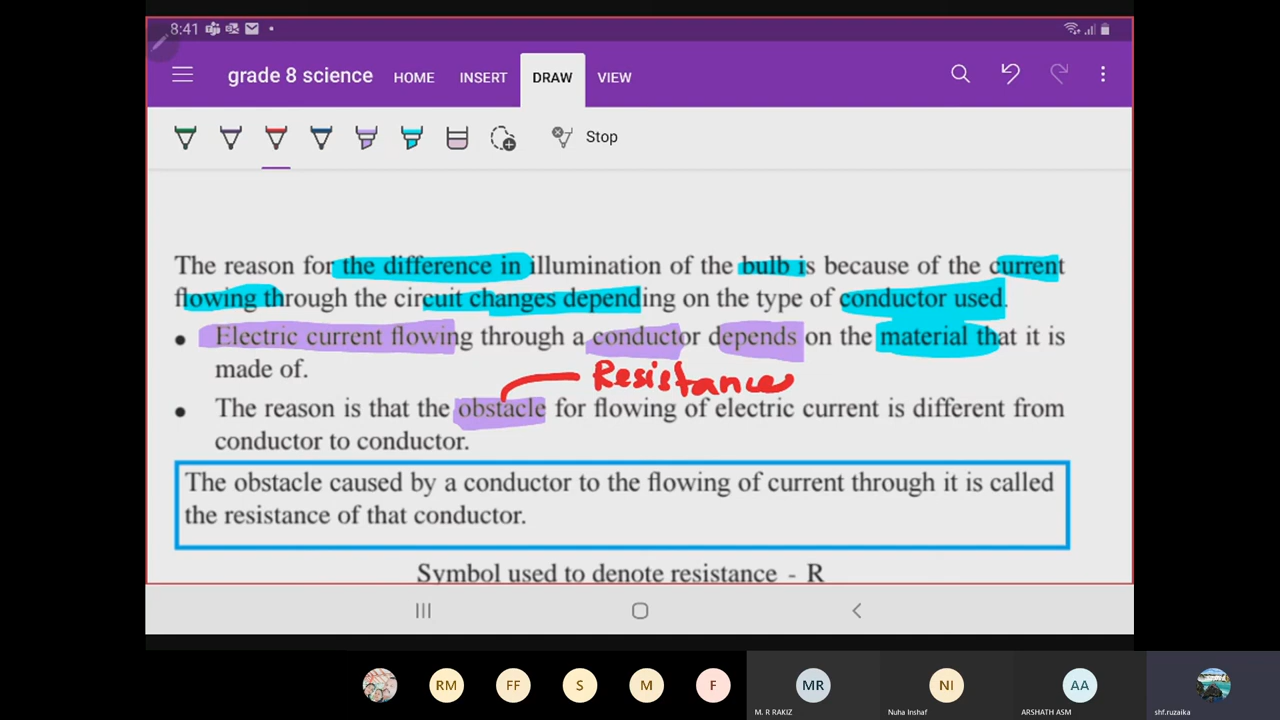 8:41
grade 8 science HOME INSERT DRAW VIEW
Stop
The reason for the difference in illumination of the bulb is because of the current
flowing through the circuit changes depending on the type of conductor used.
• Electric current flowing through a conductor depends on the material that it is
made of.
Resistance
• The reason is that the obstacle for flowing of electric current is different from
conductor to conductor.
The obstacle caused by a conductor to the flowing of current through it is called
the resistance of that conductor.
Symbol used to denote resistance - R
RM FF S M F MR NI AA
M. R RAKIZ Nuha Inshaf ARSHATH ASM shf.ruzaika